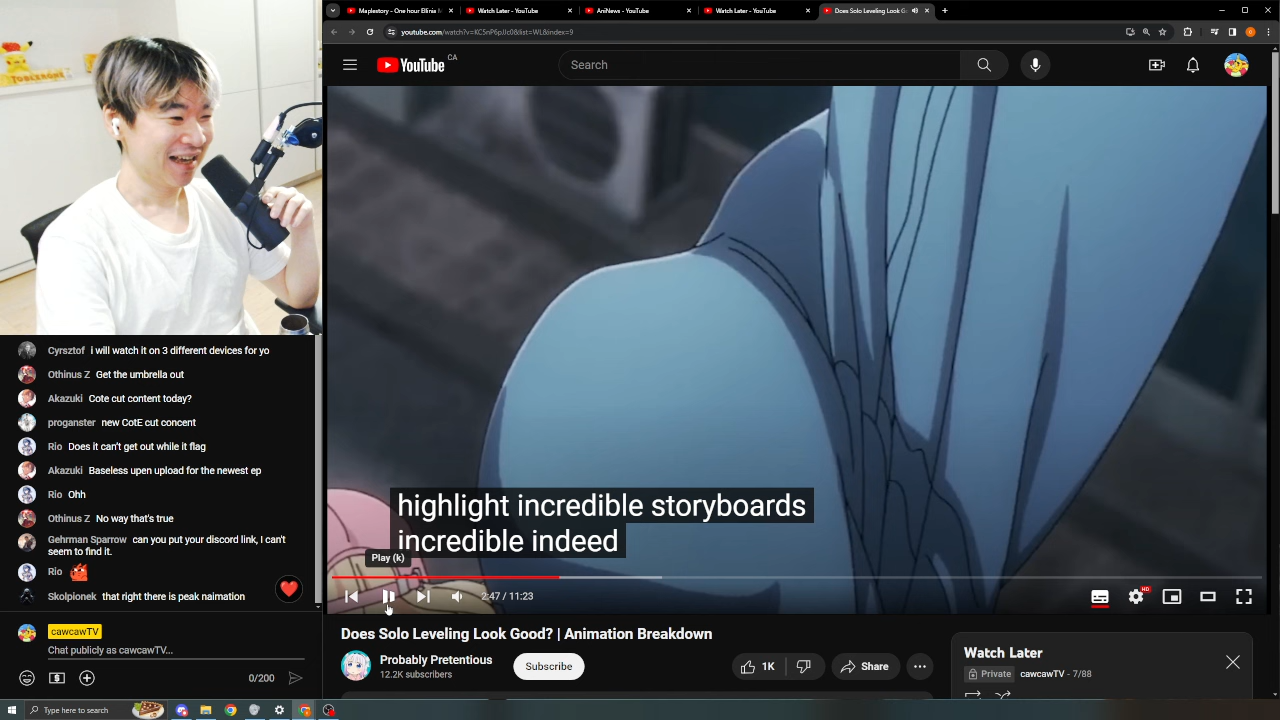 Maplestory - One hour Ellinia M
Watch Later - YouTube
AniNews - YouTube
Watch Later - YouTube
Does Solo Leveling Look G
youtube.com/watch?v=KC5nP6pJJc0&list=WL&index=9
YouTube CA
Search
TOBLERONE
Cyrsztof i will watch it on 3 different devices for yo
Othinus Z Get the umbrella out
Akazuki Cote cut content today?
proganster new CotE cut concent
Rio Does it can't get out while it flag
Akazuki Baseless upen upload for the newest ep
Rio Ohh
Othinus Z No way that's true
Gehrman Sparrow can you put your discord link, I can't
seem to find it.
Rio
Skolpionek that right there is peak naimation
cawcawTV
Chat publicly as cawcawTV...
0/200
highlight incredible storyboards
incredible indeed
Play (k)
2:47 / 11:23
HD
Does Solo Leveling Look Good? | Animation Breakdown
Probably Pretentious
12.2K subscribers
Subscribe
1K
Share
Watch Later
Private cawcawTV - 7/88
Type here to search